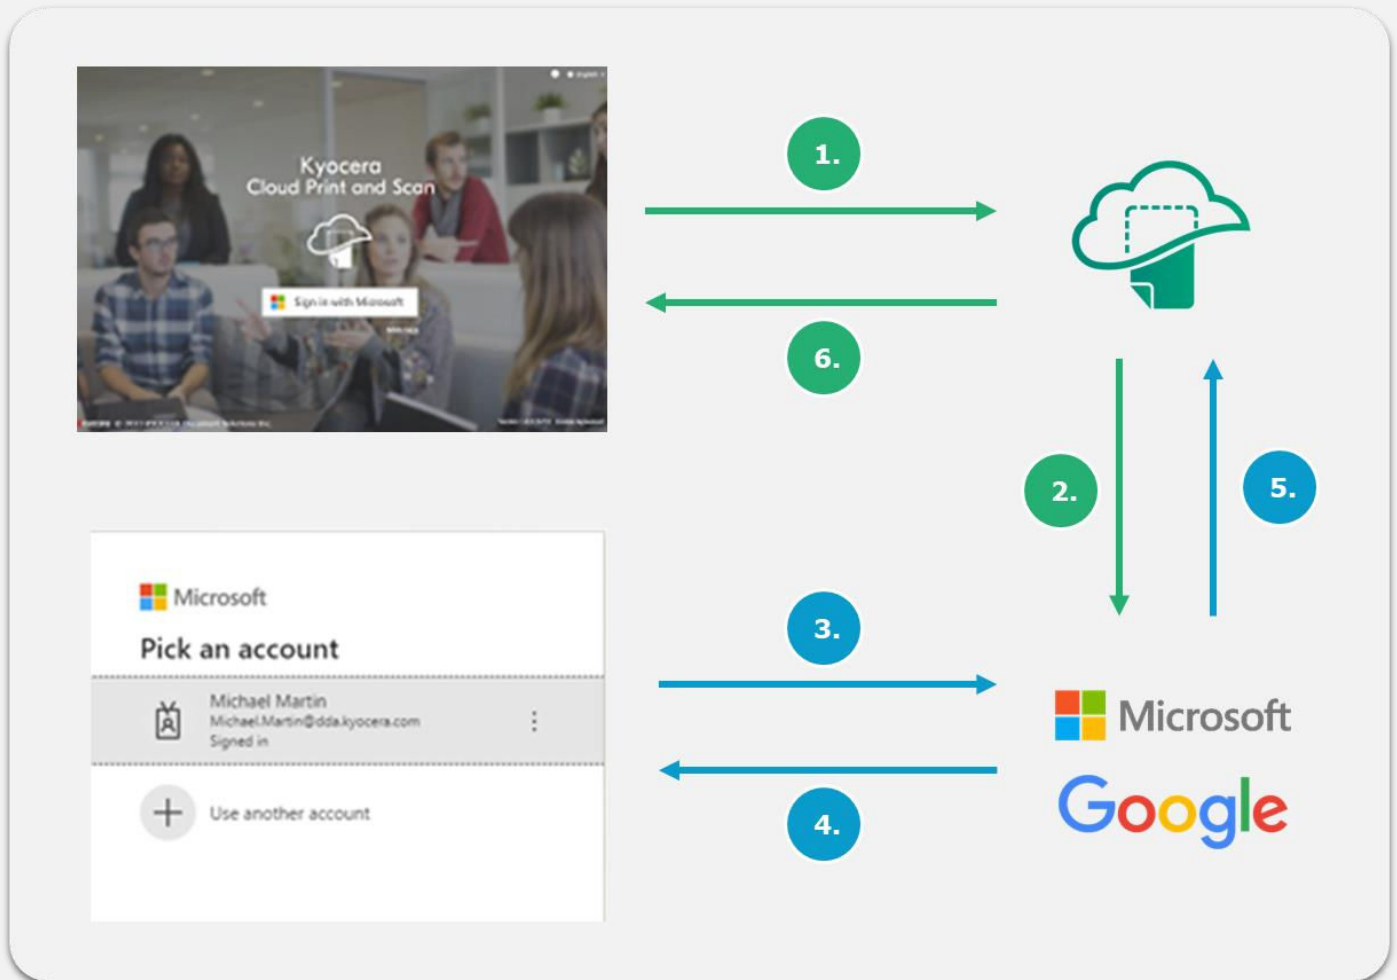 English
Kyocera
Cloud Print and Scan
Sign in with Microsoft
1.
6.
2.
5.
Microsoft
Pick an account
Michael Martin
Michael.Martin@dda.kyocera.com
Signed in
Use another account
3.
4.
Microsoft
Google